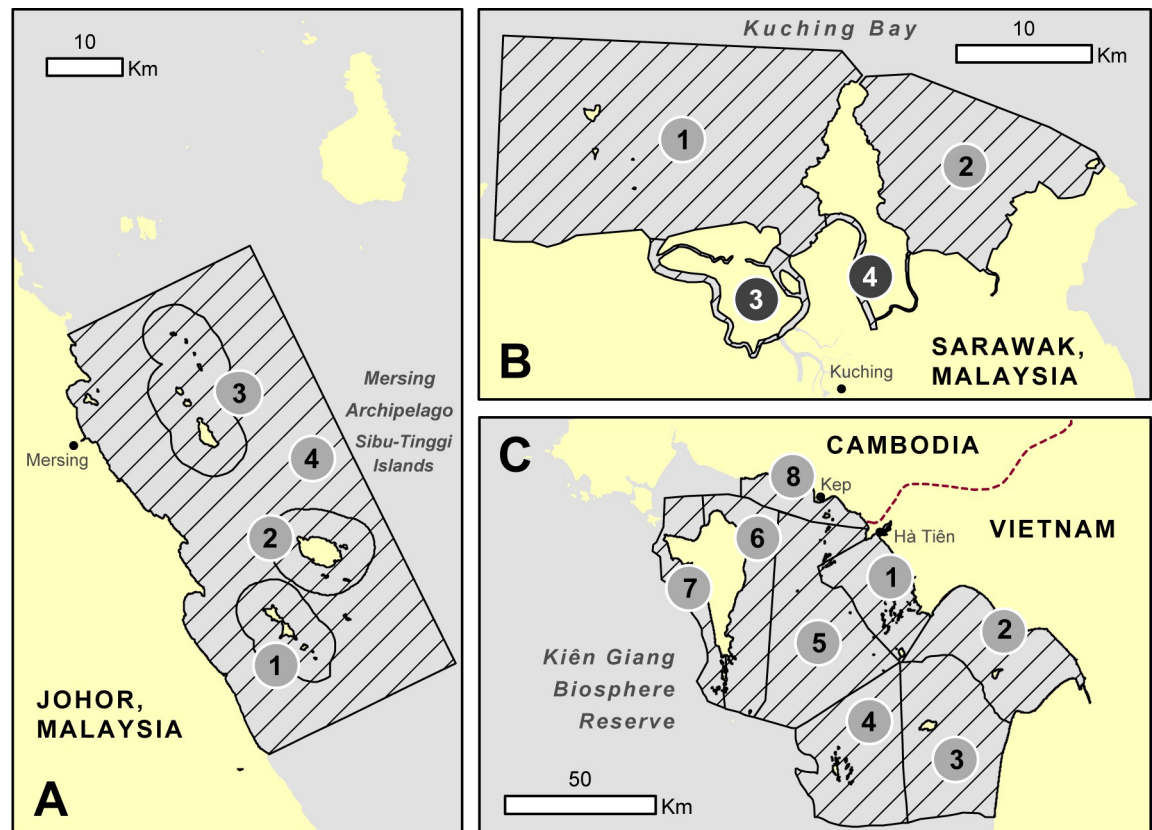 10
Km
3
Mersing
Archipelago
Sibu-Tinggi
Islands
Mersing
4
2
1
JOHOR,
MALAYSIA
A
Kuching Bay
10
Km
1
2
4
3
SARAWAK,
MALAYSIA
Kuching
B
C
CAMBODIA
8
Kep
VIETNAM
Hà Tiên
6
1
7
2
5
Kiên Giang
Biosphere
Reserve
4
3
50
Km